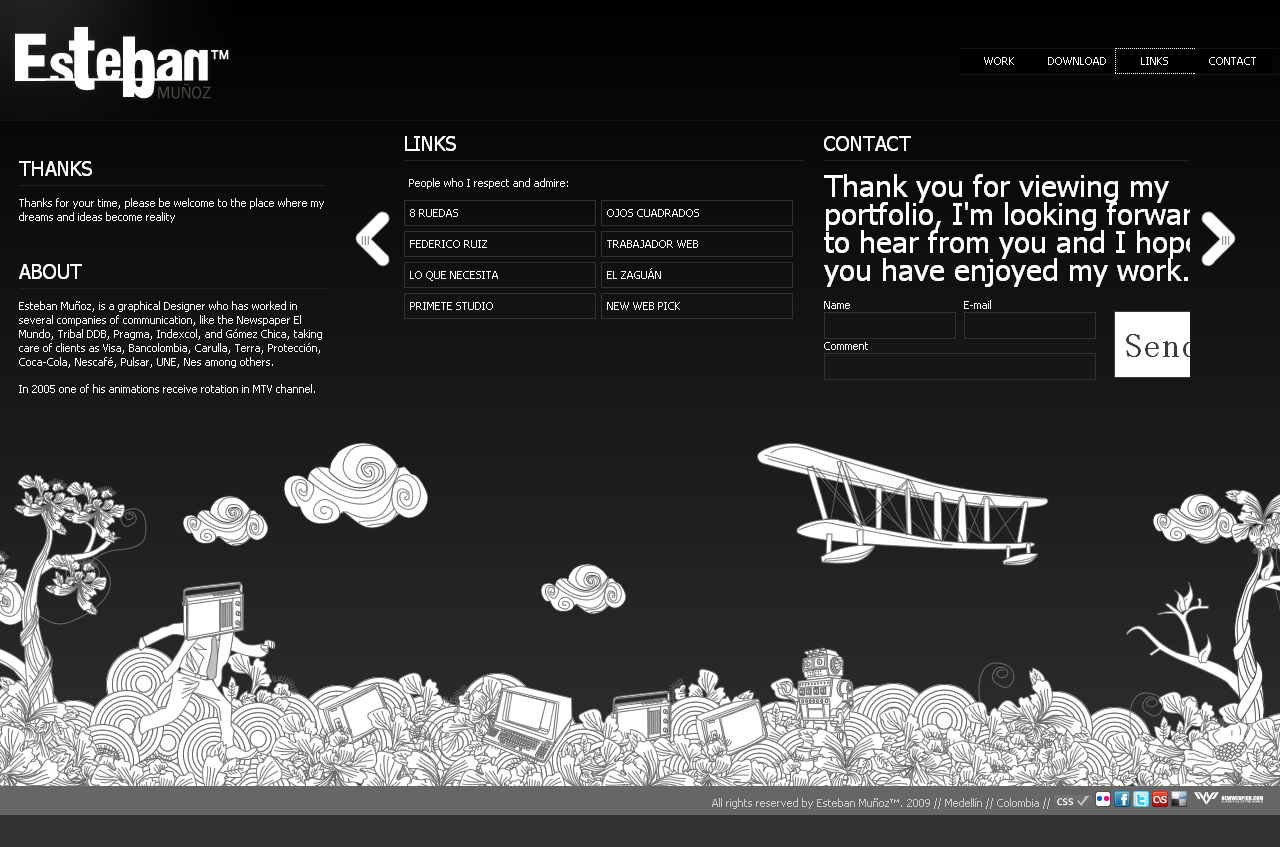 Esteban™
MUÑOZ
WORK
DOWNLOAD
LINKS
CONTACT
THANKS
Thanks for your time, please be welcome to the place where my
dreams and ideas become reality
ABOUT
Esteban Muñoz, is a graphical Designer who has worked in
several companies of communication, like the Newspaper El
Mundo, Tribal DDB, Pragma, Indexcol, and Gómez Chica, taking
care of clients as Visa, Bancolombia, Carulla, Terra, Protección,
Coca-Cola, Nescafé, Pulsar, UNE, Nes among others.
In 2005 one of his animations receive rotation in MTV channel.
LINKS
People who I respect and admire:
8 RUEDAS
OJOS CUADRADOS
FEDERICO RUIZ
TRABAJADOR WEB
LO QUE NECESITA
EL ZAGUÁN
PRIMETE STUDIO
NEW WEB PICK
CONTACT
Thank you for viewing my
portfolio, I'm looking forwar
to hear from you and I hope
you have enjoyed my work.
Name
E-mail
Comment
Send
All rights reserved by Esteban Muñoz™. 2009 // Medellín // Colombia //
CSS
NEWWEBPICK.COM